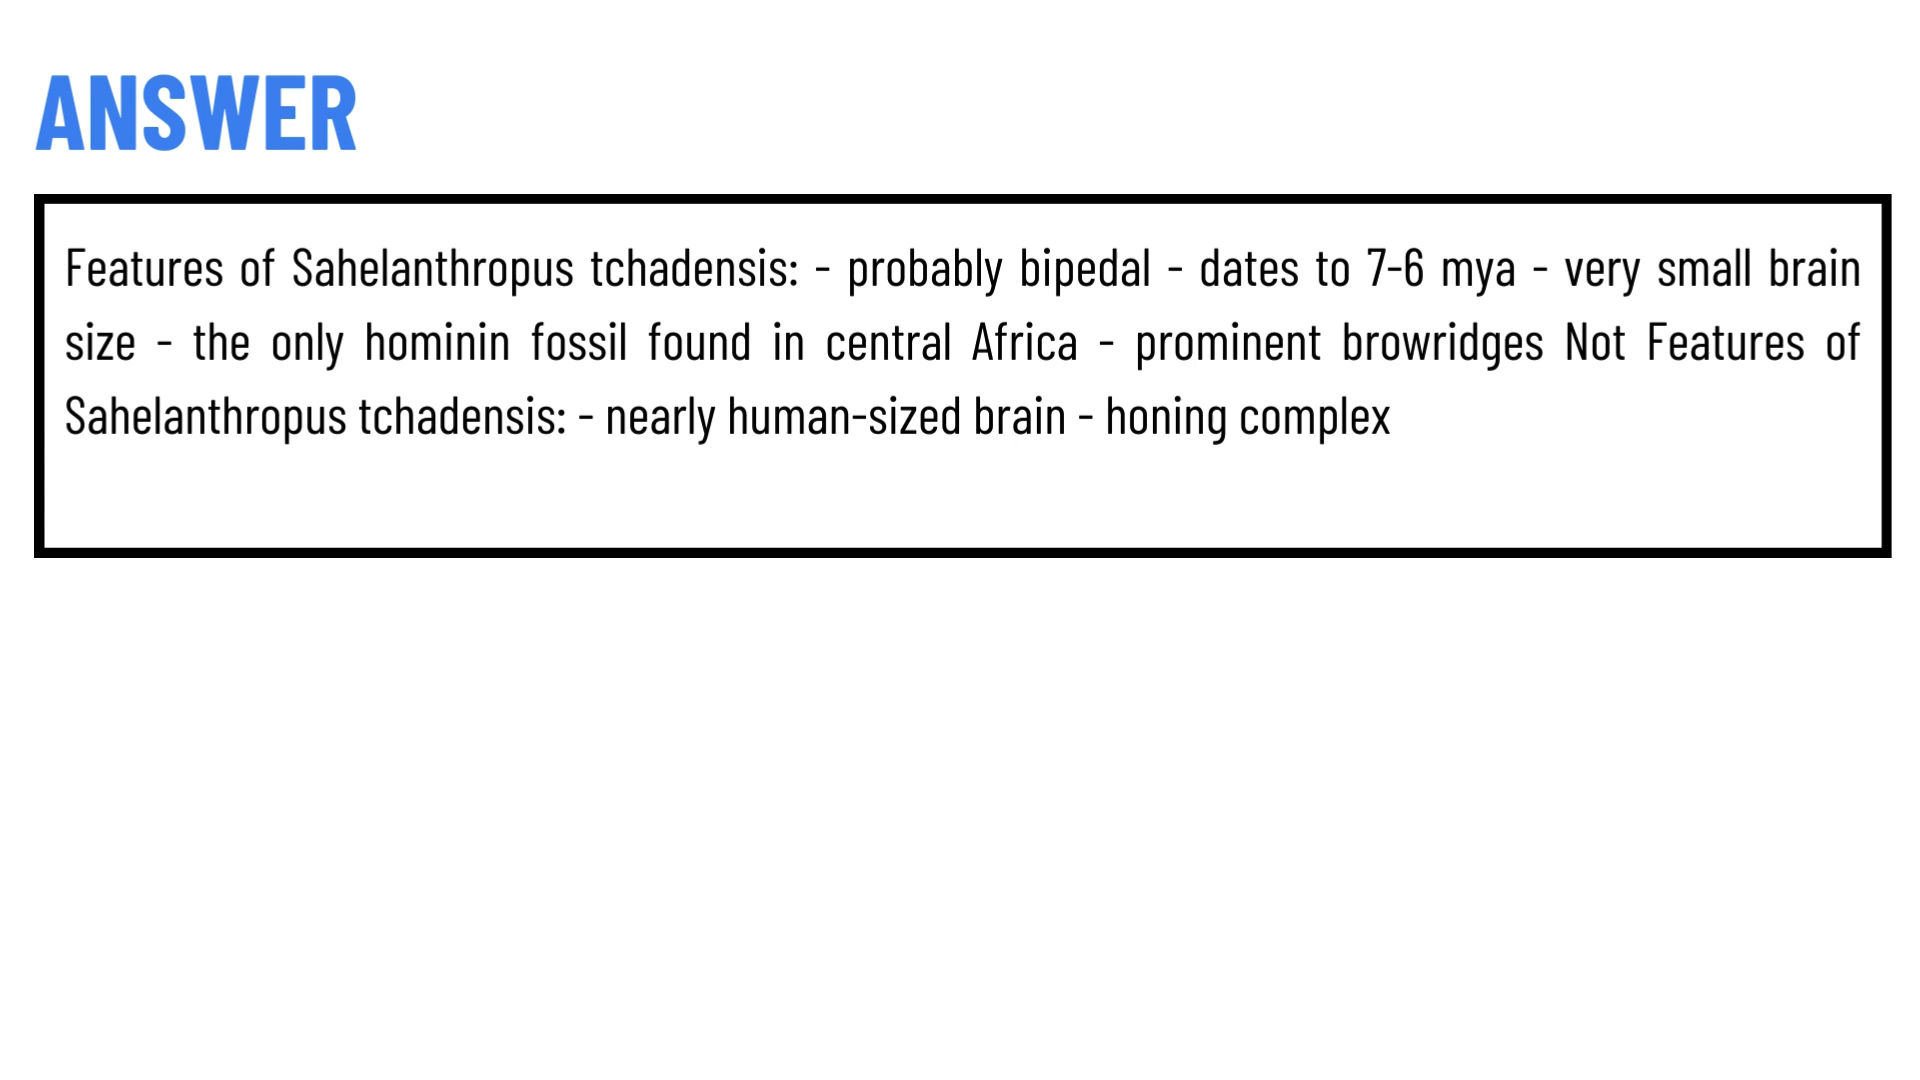 ANSWER
Features of Sahelanthropus tchadensis: - probably bipedal - dates to 7-6 mya - very small brain
size - the only hominin fossil found in central Africa - prominent browridges Not Features of
Sahelanthropus tchadensis: - nearly human-sized brain - honing complex